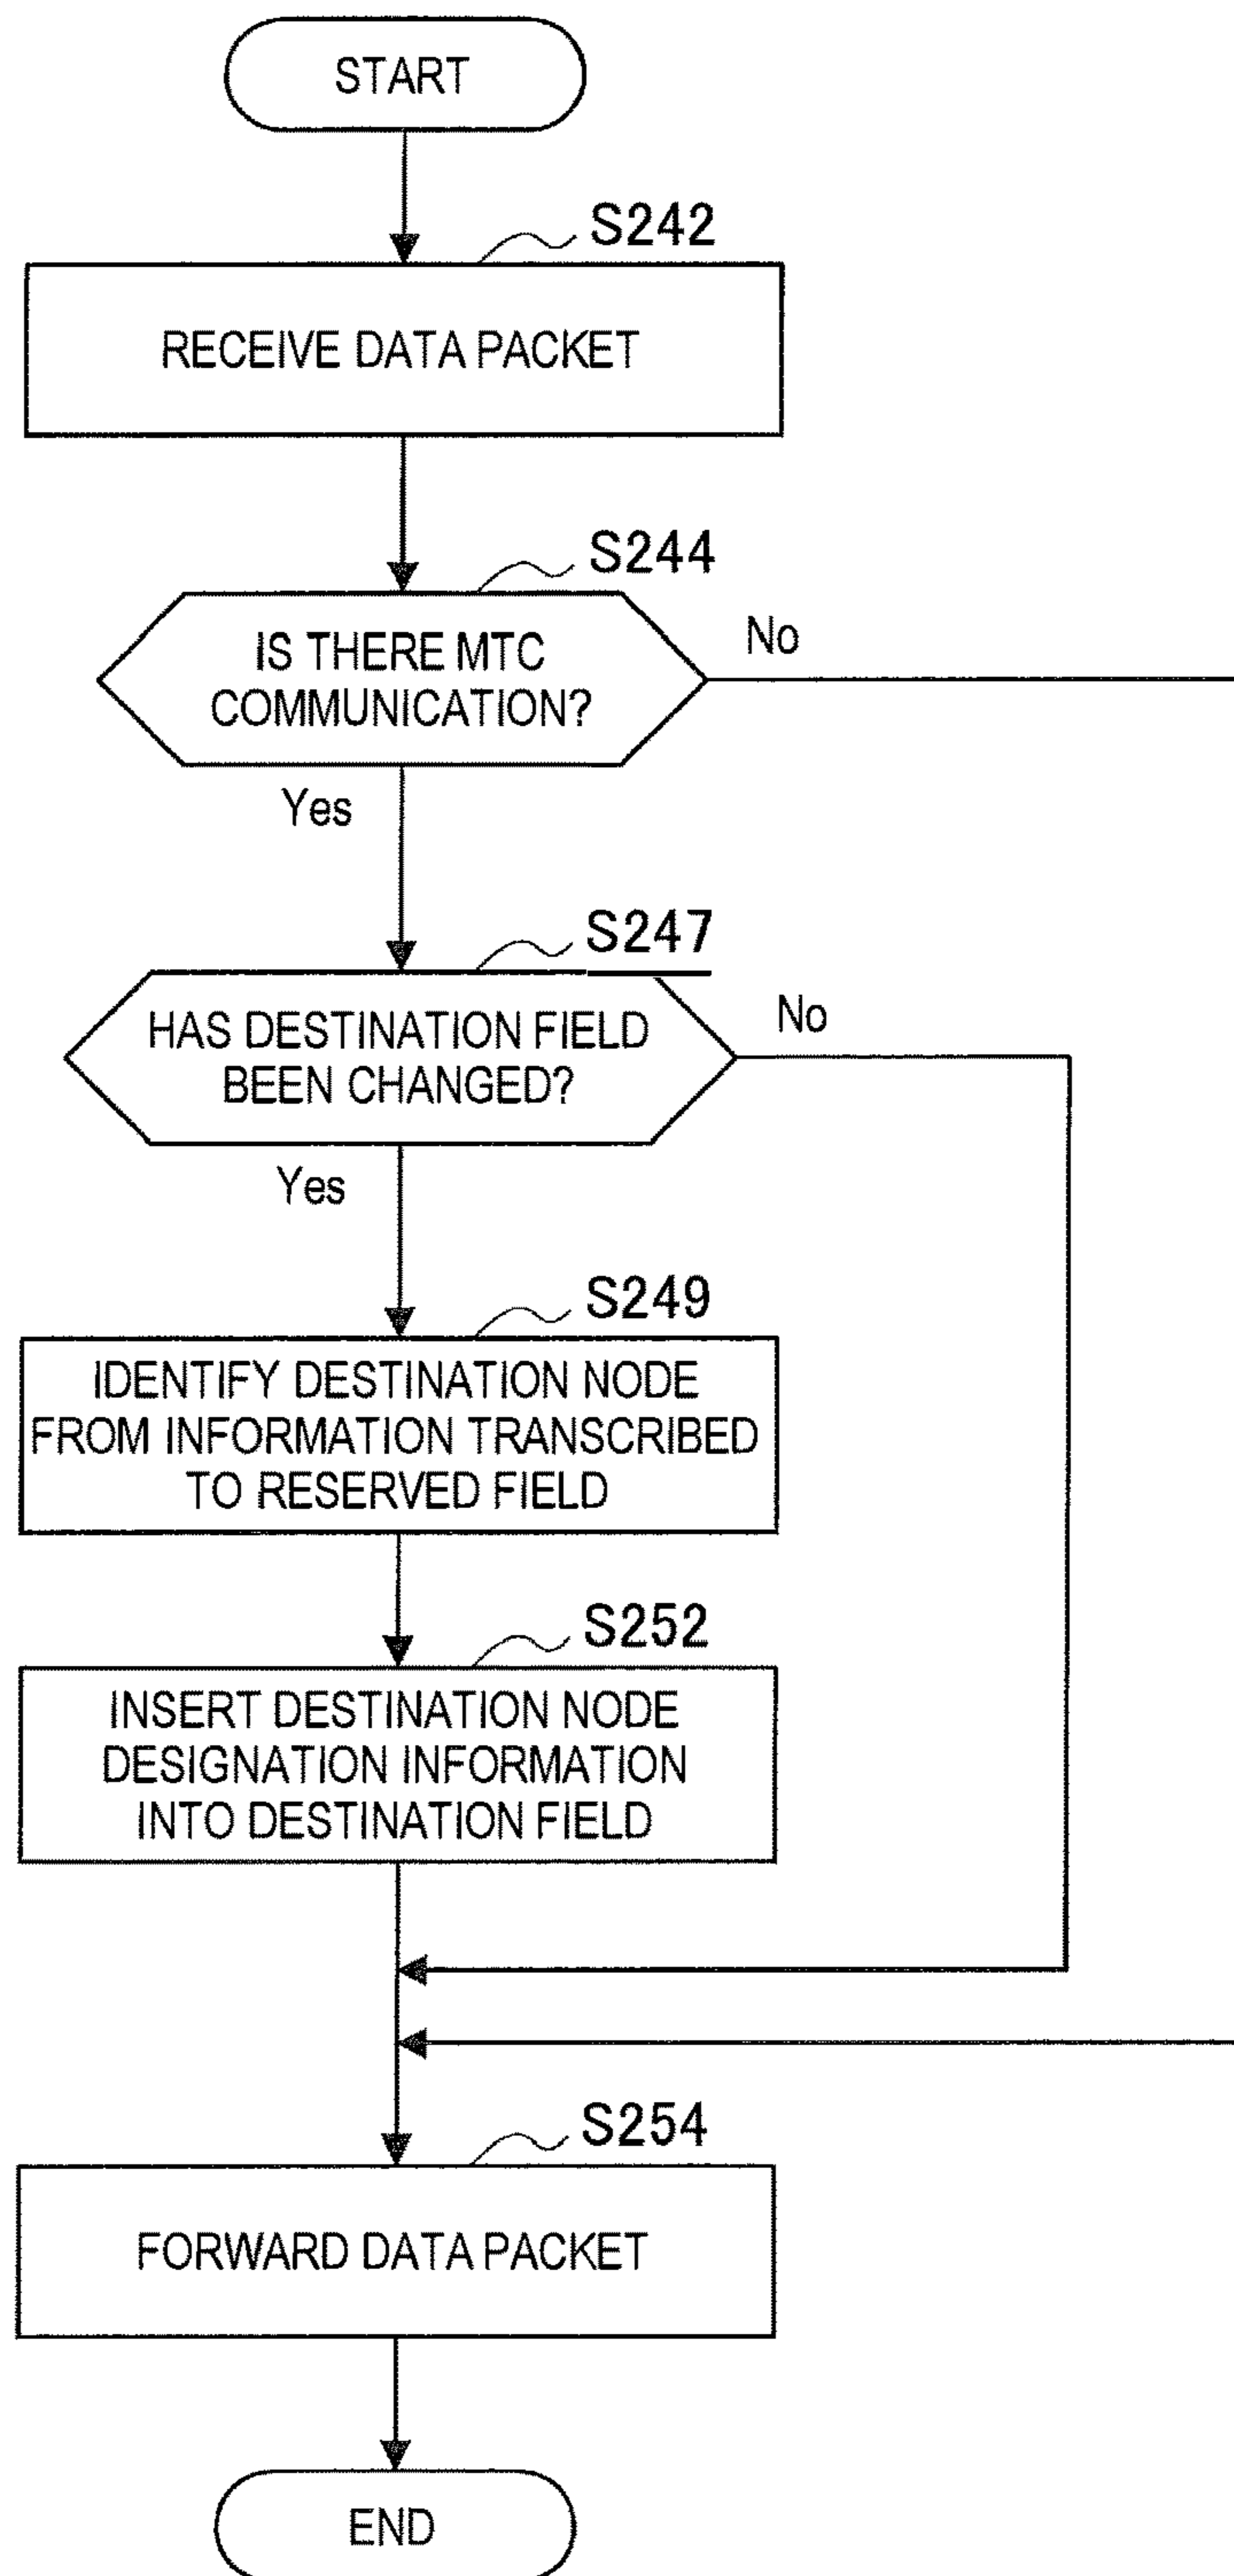 START
S242
RECEIVE DATA PACKET
S244
IS THERE MTC
COMMUNICATION?
No
Yes
S247
HAS DESTINATION FIELD
BEEN CHANGED?
No
Yes
S249
IDENTIFY DESTINATION NODE
FROM INFORMATION TRANSCRIBED
TO RESERVED FIELD
S252
INSERT DESTINATION NODE
DESIGNATION INFORMATION
INTO DESTINATION FIELD
S254
FORWARD DATA PACKET
END